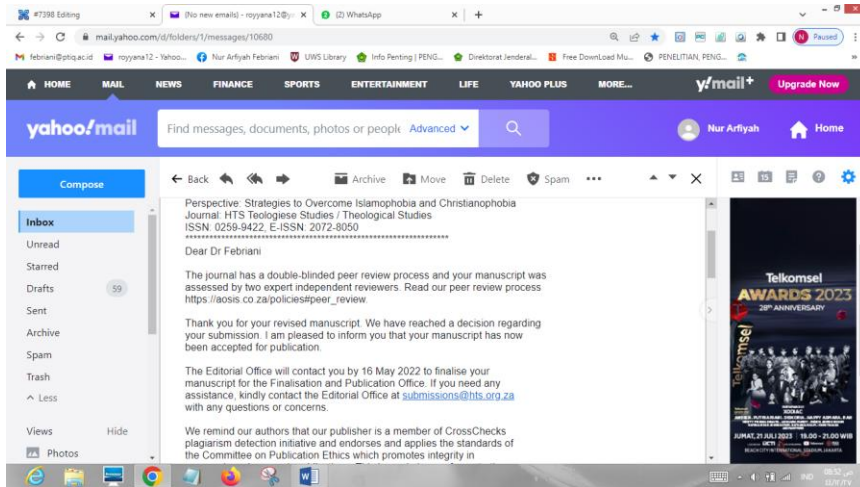 #7398 Editing
(No new emails) - royyana12@y
(2) WhatsApp
mail.yahoo.com/d/folders/1/messages/10680
Paused
febriani@ptiq.ac.id
royyana12 - Yahoo...
Nur Arfiyah Febriani
UWS Library
Info Penting | PENG...
Direktorat Jenderal...
Free DownLoad Mu...
PENELITIAN, PENG...
HOME MAIL NEWS FINANCE SPORTS ENTERTAINMENT LIFE YAHOO PLUS MORE...
y!mail+
Upgrade Now
yahoo!mail
Find messages, documents, photos or people
Advanced
Nur Arfiyah
Home
Compose
Back
Archive
Move
Delete
Spam
Inbox
Unread
Starred
Drafts 59
Sent
Archive
Spam
Trash
Less
Views Hide
Photos
Perspective: Strategies to Overcome Islamophobia and Christianophobia
Journal: HTS Teologiese Studies / Theological Studies
ISSN: 0259-9422, E-ISSN: 2072-8050
Dear Dr Febriani
The journal has a double-blinded peer review process and your manuscript was
assessed by two expert independent reviewers. Read our peer review process
https://aosis.co.za/policies#peer_review.
Thank you for your revised manuscript. We have reached a decision regarding
your submission. I am pleased to inform you that your manuscript has now
been accepted for publication.
The Editorial Office will contact you by 16 May 2022 to finalise your
manuscript for the Finalisation and Publication Office. If you need any
assistance, kindly contact the Editorial Office at submissions@hts.org.za
with any questions or concerns.
We remind our authors that our publisher is a member of CrossChecks
plagiarism detection initiative and endorses and applies the standards of
the Committee on Publication Ethics which promotes integrity in
Telkomsel
AWARDS 2023
28th ANNIVERSARY
Telkomsel
XODIAC
JUMAT, 21 JULI 2023 | 19.00 - 21.00 WIB
IND